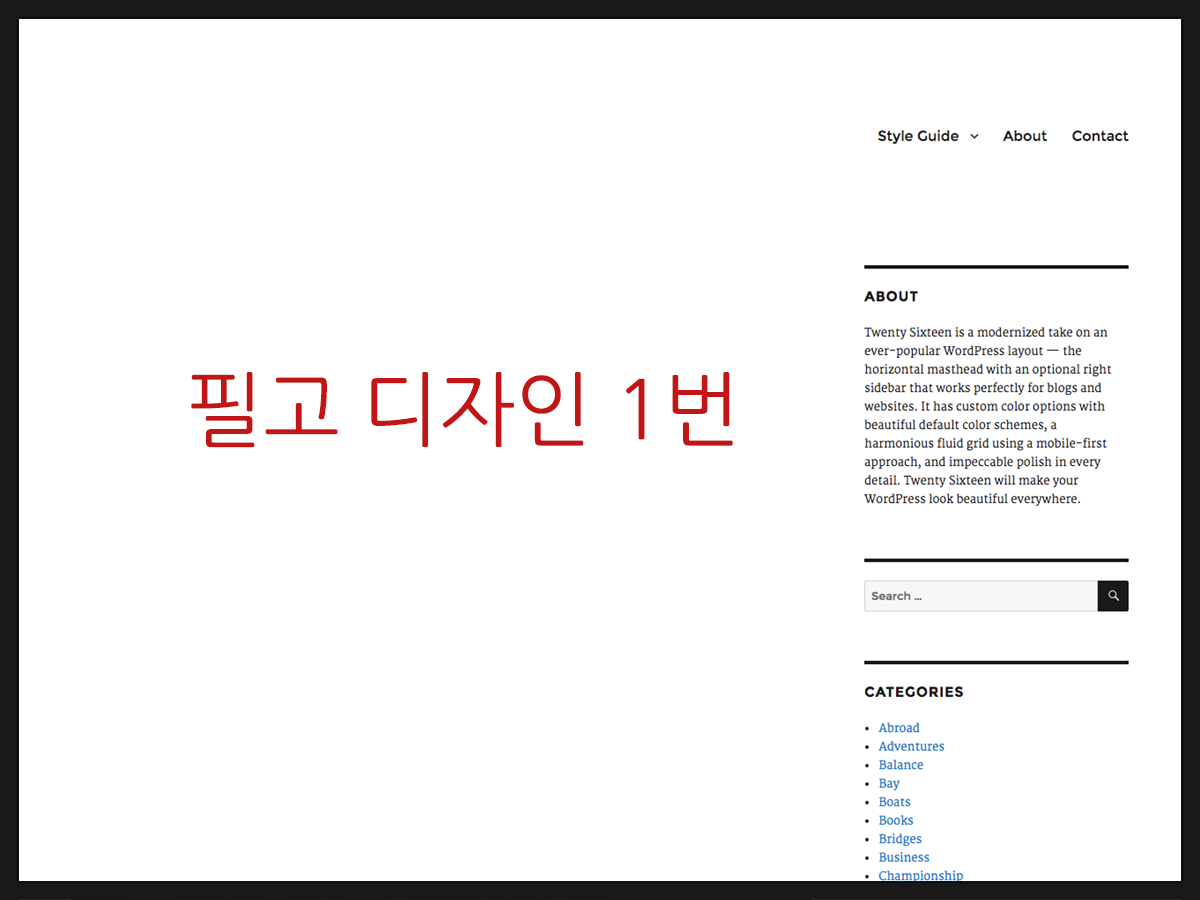 Style Guide About Contact
필고 디자인 1번
ABOUT
Twenty Sixteen is a modernized take on an
ever-popular WordPress layout — the
horizontal masthead with an optional right
sidebar that works perfectly for blogs and
websites. It has custom color options with
beautiful default color schemes, a
harmonious fluid grid using a mobile-first
approach, and impeccable polish in every
detail. Twenty Sixteen will make your
WordPress look beautiful everywhere.
Search ...
CATEGORIES
Abroad
Adventures
Balance
Bay
Boats
Books
Bridges
Business
Championship